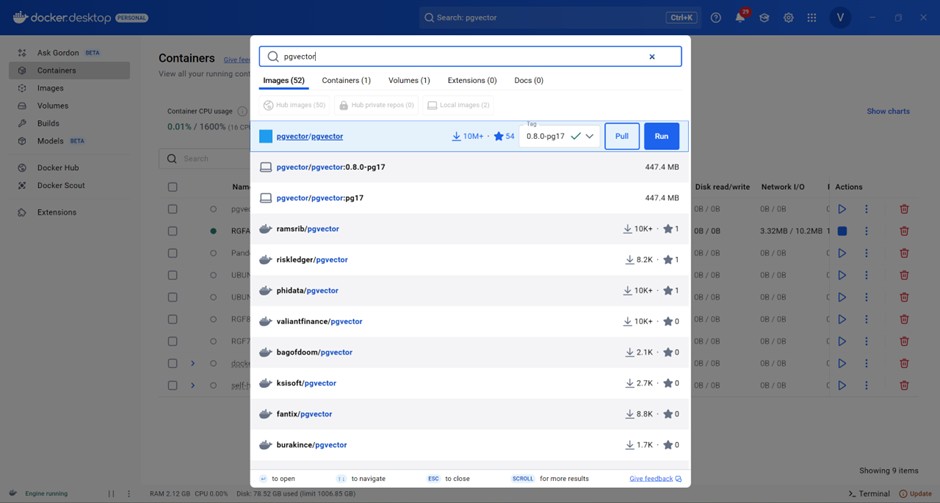 docker.desktop PERSONAL
Search: pgvector Ctrl+K
29
V
Ask Gordon BETA
Containers
Images
Volumes
Builds
Models BETA
Docker Hub
Docker Scout
Extensions
Containers Give feed
View all your running cont
Container CPU usage
0.01% / 1600% (16 CP
Show charts
Search
Name
Disk read/write Network I/O Actions
pgve
0B / 0B 0B / 0B
RGFA
0B / 0B 3.32MB / 10.2MB 1
0B / 0B 0B / 0B
UBUN
0B / 0B 0B / 0B
UBUN
0B / 0B 0B / 0B
0B / 0B 0B / 0B
0B / 0B 0B / 0B
0B / 0B 0B / 0B
0B / 0B 0B / 0B
Showing 9 items
pgvector
Images (52) Containers (1) Volumes (1) Extensions (0) Docs (0)
Hub images (50) Hub private repos (0) Local images (2)
Tag
pgvector/pgvector 10M+ · 54 0.8.0-pg17 Pull Run
pgvector/pgvector:0.8.0-pg17 447.4 MB
pgvector/pgvector:pg17 447.4 MB
ramsrib/pgvector 10K+ · 1
riskledger/pgvector 8.2K · 1
phidata/pgvector 10K+ · 1
valiantfinance/pgvector 10K+ · 0
bagofdoom/pgvector 2.1K · 0
ksisoft/pgvector 2.7K · 0
fantix/pgvector 8.8K · 0
burakince/pgvector 1.7K · 0
to open to navigate ESC to close SCROLL for more results Give feedback
Engine running RAM 2.12 GB CPU 0.00% Disk: 78.52 GB used (limit 1006.85 GB) Terminal Update